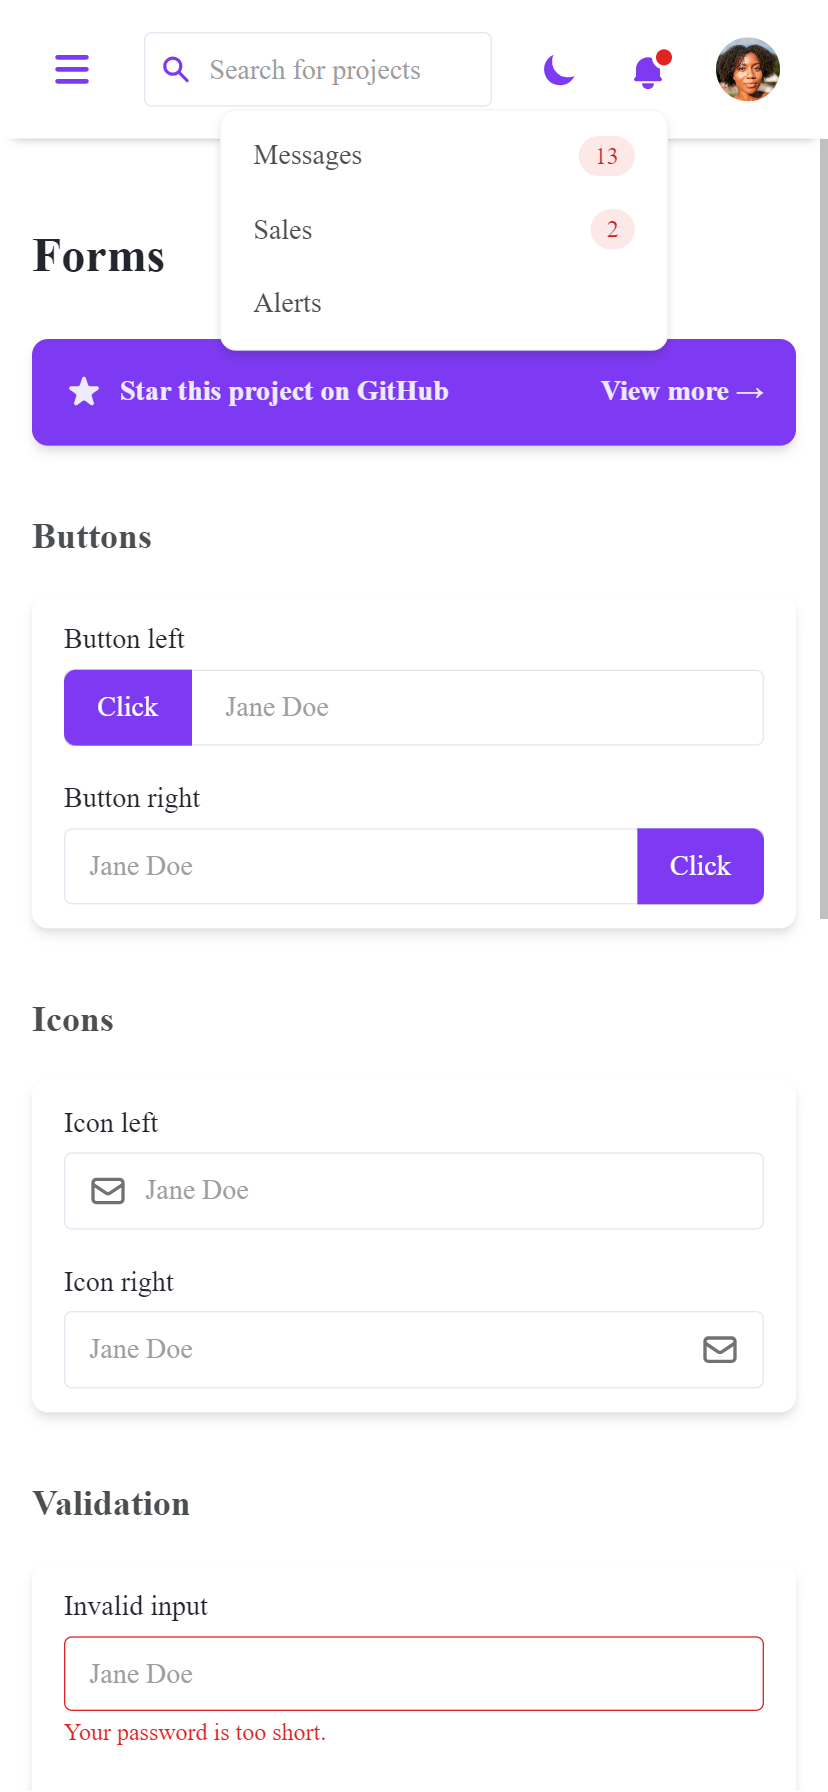 Search for projects
Messages 13
Sales 2
Alerts
Forms
Star this project on GitHub View more →
Buttons
Button left
Click Jane Doe
Button right
Jane Doe Click
Icons
Icon left
Jane Doe
Icon right
Jane Doe
Validation
Invalid input
Jane Doe
Your password is too short.